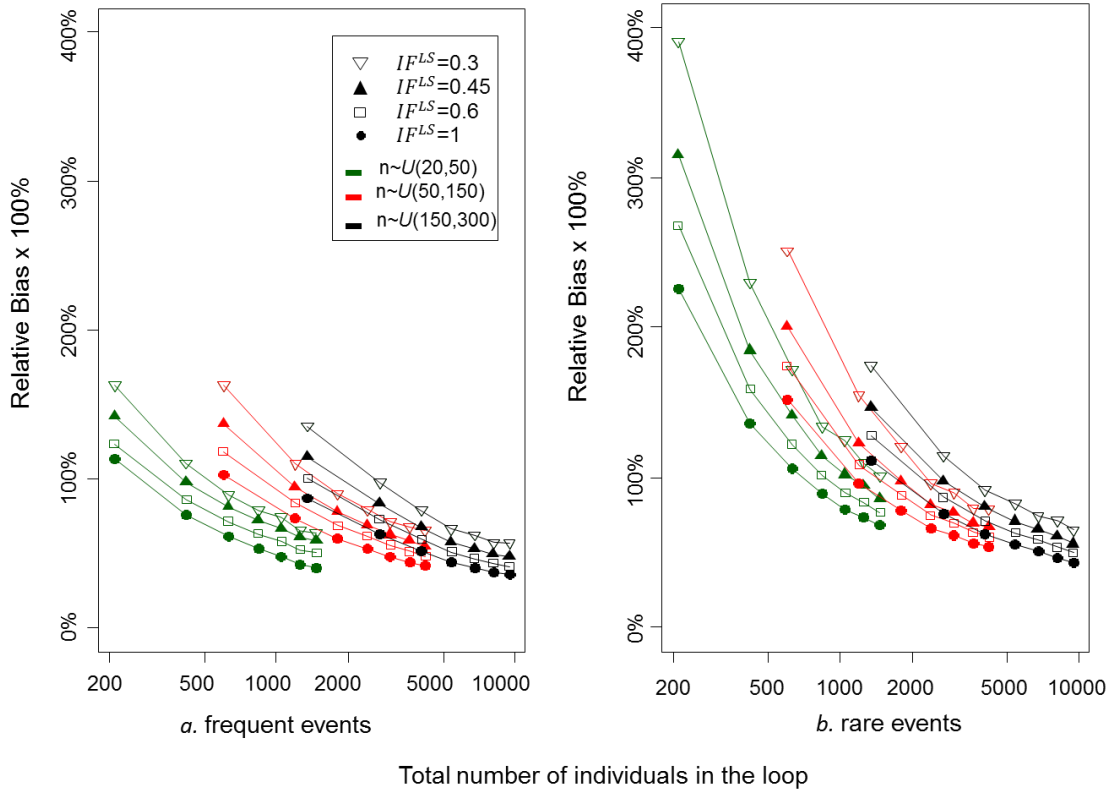 Relative Bias x 100%
400%
300%
200%
100%
0%
IF^LS=0.3
IF^LS=0.45
IF^LS=0.6
IF^LS=1
n~U(20,50)
n~U(50,150)
n~U(150,300)
200 500 1000 2000 5000 10000
a. frequent events
Relative Bias x 100%
400%
300%
200%
100%
0%
200 500 1000 2000 5000 10000
b. rare events
Total number of individuals in the loop